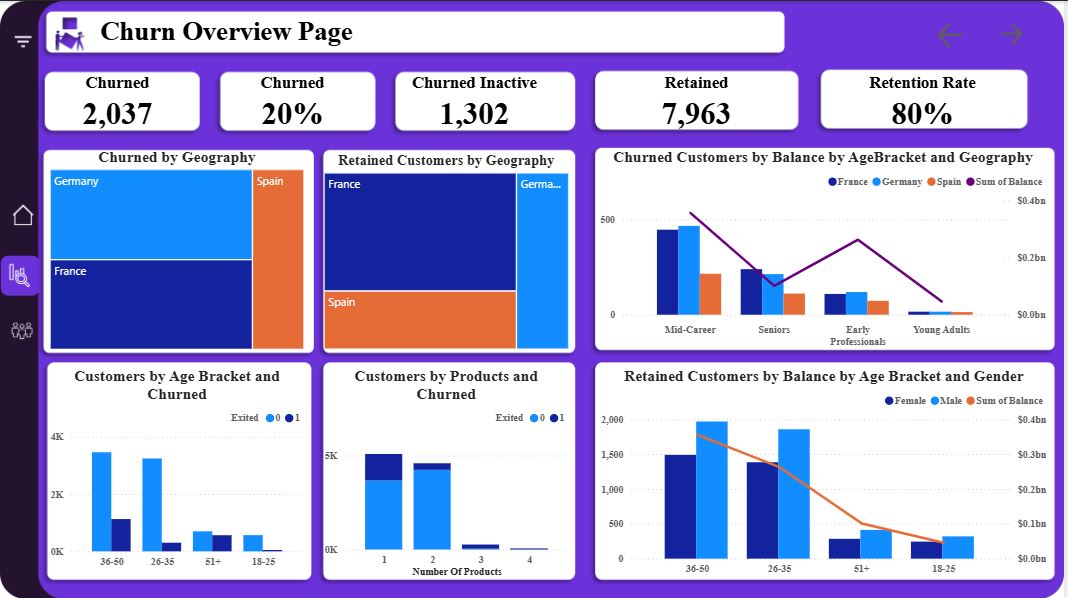 Churn Overview Page
Churned
2,037
Churned
20%
Churned Inactive
1,302
Retained
7,963
Retention Rate
80%
Churned by Geography
Germany
Spain
France
Retained Customers by Geography
France
Germa...
Spain
Churned Customers by Balance by AgeBracket and Geography
France Germany Spain Sum of Balance
$0.4bn
500
$0.2bn
0
$0.0bn
Mid-Career Seniors Early Professionals Young Adults
Customers by Age Bracket and
Churned
Exited 0 1
4K
2K
0K
36-50 26-35 51+ 18-25
Customers by Products and
Churned
Exited 0 1
5K
0K
1 2 3 4
Number Of Products
Retained Customers by Balance by Age Bracket and Gender
Female Male Sum of Balance
2,000 $0.4bn
1,500 $0.3bn
1,000 $0.2bn
500 $0.1bn
0 $0.0bn
36-50 26-35 51+ 18-25